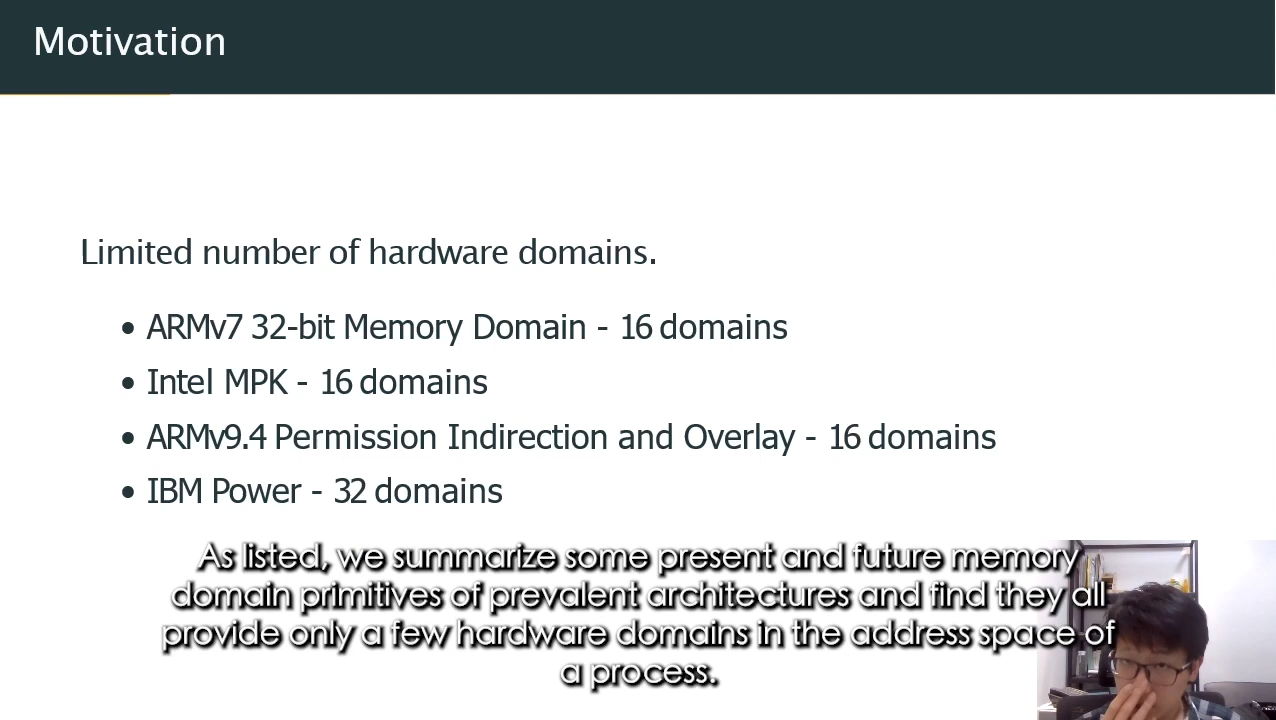 Motivation
Limited number of hardware domains.
• ARMv7 32-bit Memory Domain - 16 domains
• Intel MPK - 16 domains
• ARMv9.4 Permission Indirection and Overlay - 16 domains
• IBM Power - 32 domains
As listed, we summarize some present and future memory
domain primitives of prevalent architectures and find they all
provide only a few hardware domains in the address space of
a process.